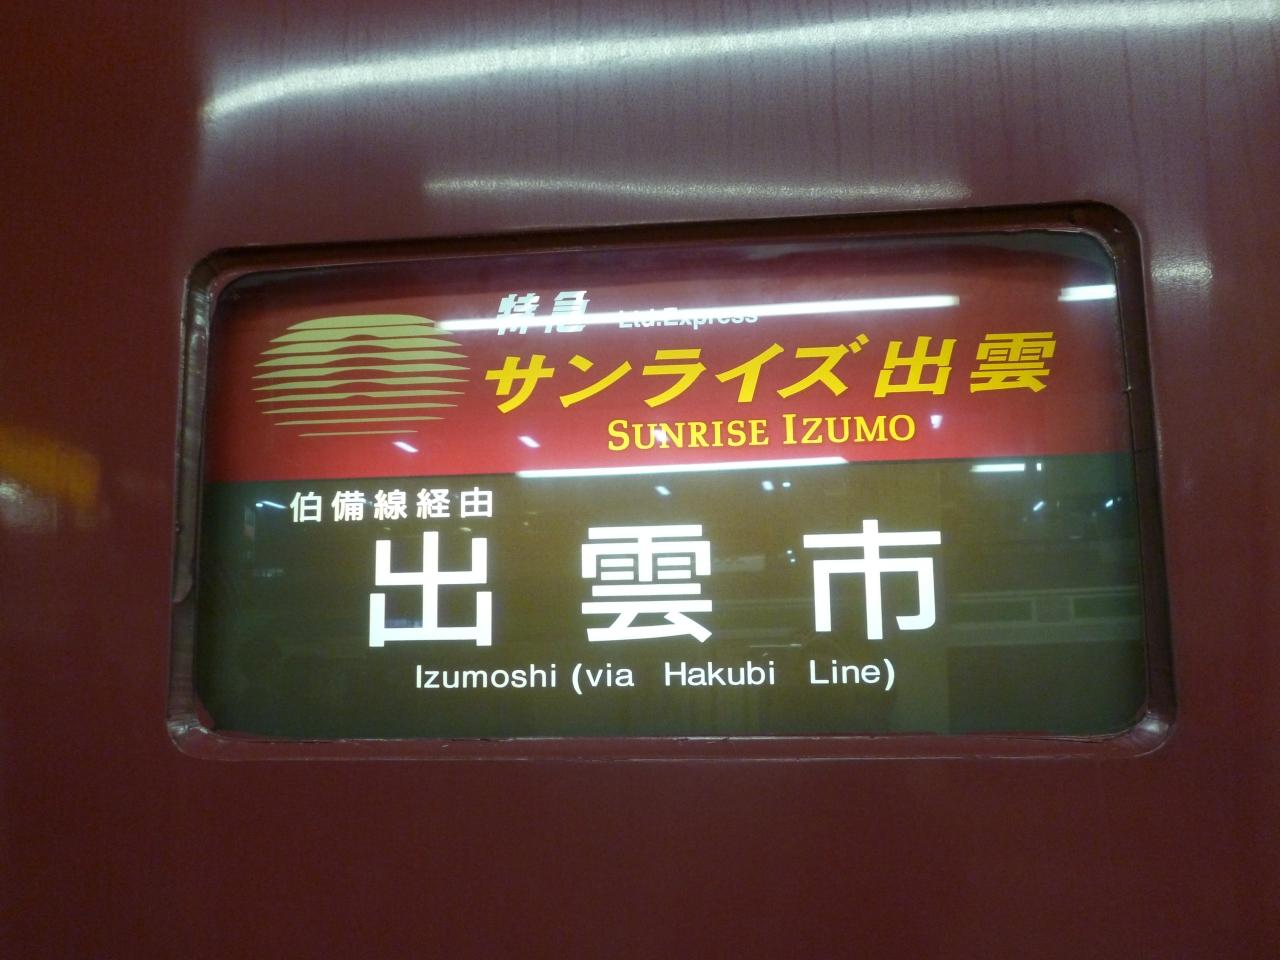 特急 Ltd.Express
サンライズ出雲
SUNRISE IZUMO
伯備線経由
出雲市
Izumoshi (via Hakubi Line)